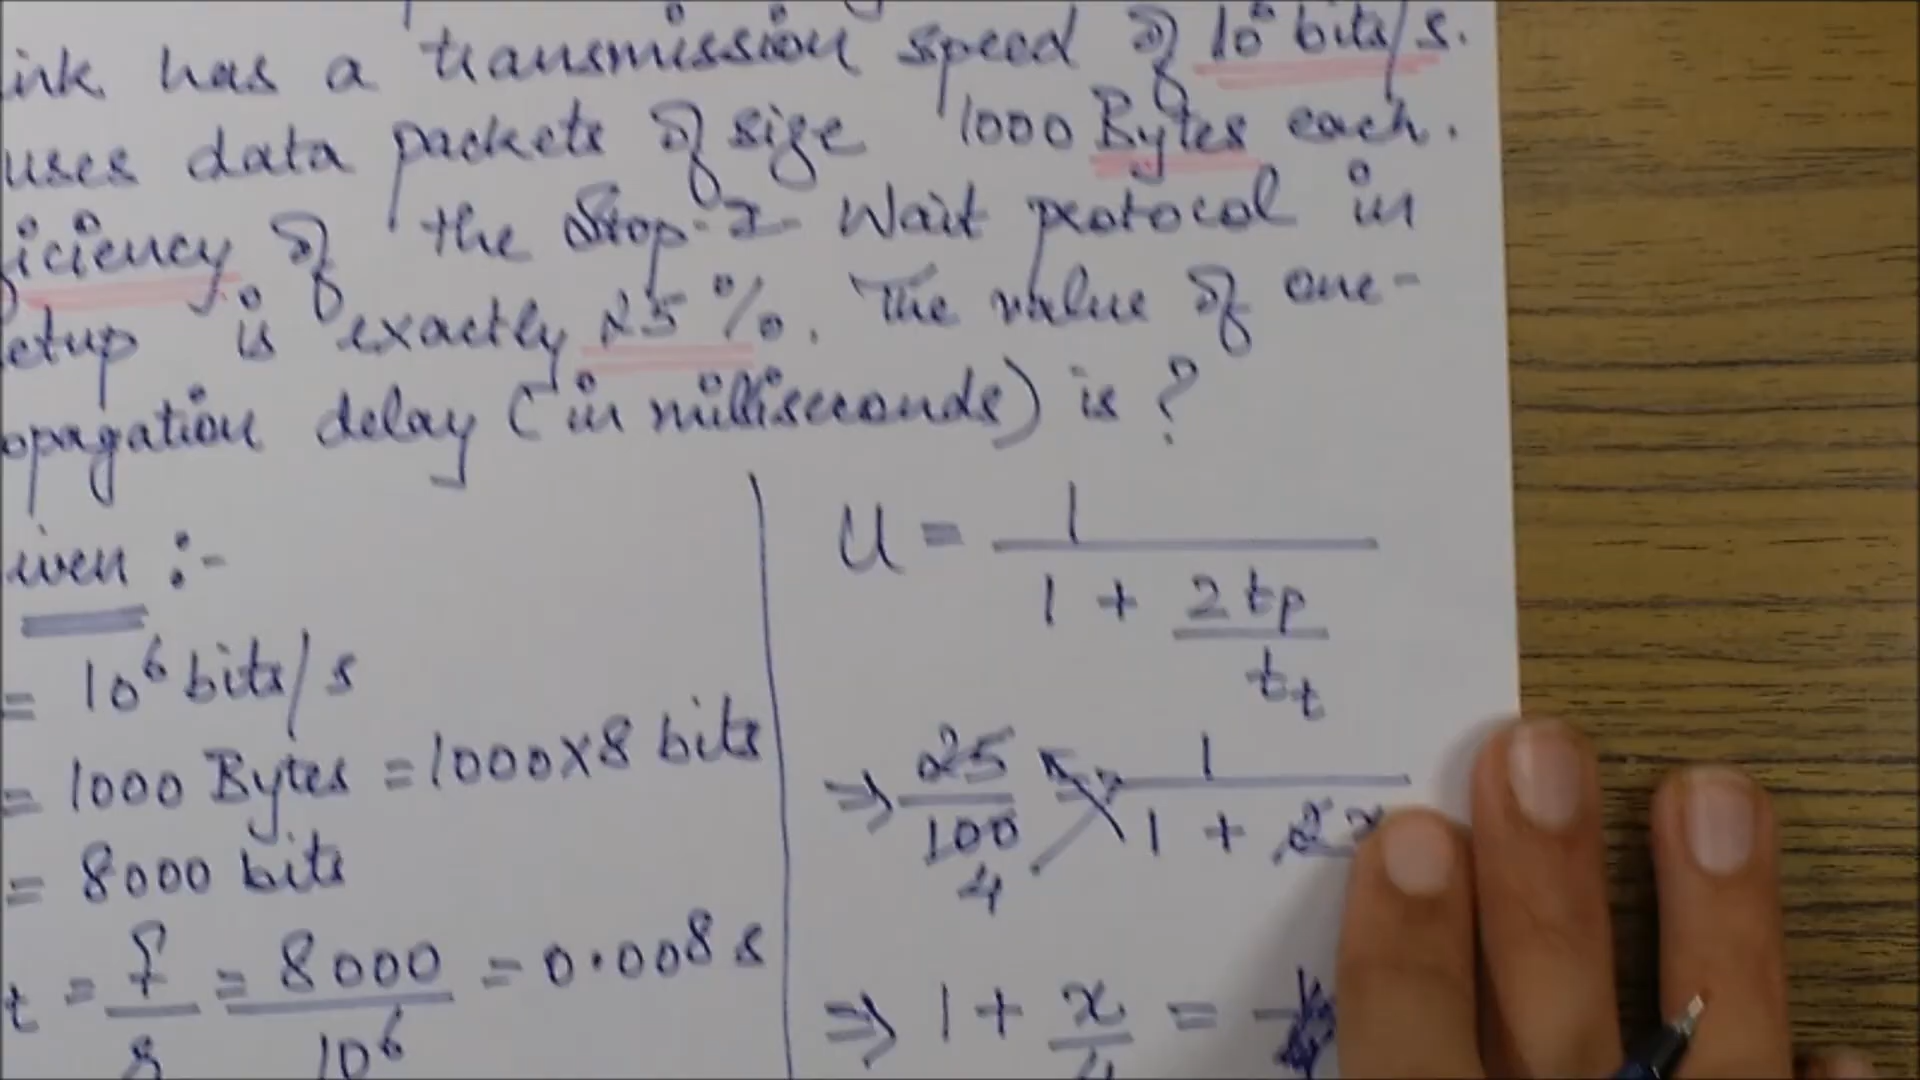 ink has a transmission speed of 10⁶ bits/s.
uses data packets of size 1000 Bytes each.
iciency of the Stop-&- Wait protocol in
etup is exactly 25%. The value of one-
opagation delay (in milliseconds) is ?
iven :-
= 10⁶ bits/s
= 1000 Bytes = 1000×8 bits
= 8000 bits
t = f/s = 8000/10⁶ = 0.008 s
U = 1/(1 + 2tp/tt)
⇒ 25/100 = 1/(1 + 2x
4
⇒ 1 + x/4 =